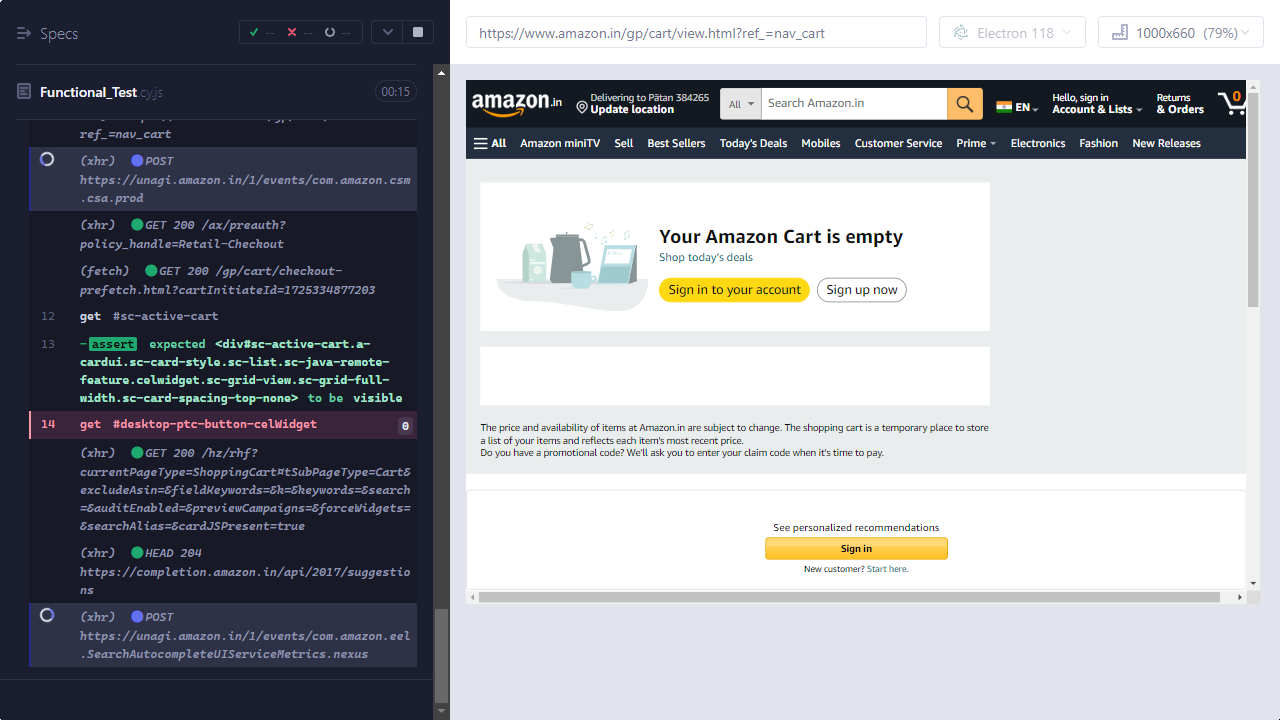 Specs
-- -- --
Functional_Test cy.js
00:15
ref_=nav_cart
(xhr) POST
https://unagi.amazon.in/1/events/com.amazon.csm
.csa.prod
(xhr) GET 200 /ax/preauth?
policy_handle=Retail-Checkout
(fetch) GET 200 /gp/cart/checkout-
prefetch.html?cartInitiateId=1725334877203
12 get #sc-active-cart
13 -assert expected <div#sc-active-cart.a-
cardui.sc-card-style.sc-list.sc-java-remote-
feature.celwidget.sc-grid-view.sc-grid-full-
width.sc-card-spacing-top-none> to be visible
14 get #desktop-ptc-button-celWidget 0
(xhr) GET 200 /hz/rhf?
currentPageType=ShoppingCart&tSubPageType=Cart&
excludeAsin=&fieldKeywords=&k=&keywords=&search
=&auditEnabled=&previewCampaigns=&forceWidgets=
&searchAlias=&cardJSPresent=true
(xhr) HEAD 204
https://completion.amazon.in/api/2017/suggestio
ns
(xhr) POST
https://unagi.amazon.in/1/events/com.amazon.eel
.SearchAutocompleteUIServiceMetrics.nexus
https://www.amazon.in/gp/cart/view.html?ref_=nav_cart
Electron 118
1000x660 (79%)
amazon.in
Delivering to Pātan 384265
Update location
All
Search Amazon.in
EN
Hello, sign in
Account & Lists
Returns
& Orders
0
All Amazon miniTV Sell Best Sellers Today's Deals Mobiles Customer Service Prime Electronics Fashion New Releases
Your Amazon Cart is empty
Shop today's deals
Sign in to your account
Sign up now
The price and availability of items at Amazon.in are subject to change. The shopping cart is a temporary place to store
a list of your items and reflects each item's most recent price.
Do you have a promotional code? We'll ask you to enter your claim code when it's time to pay.
See personalized recommendations
Sign in
New customer? Start here.